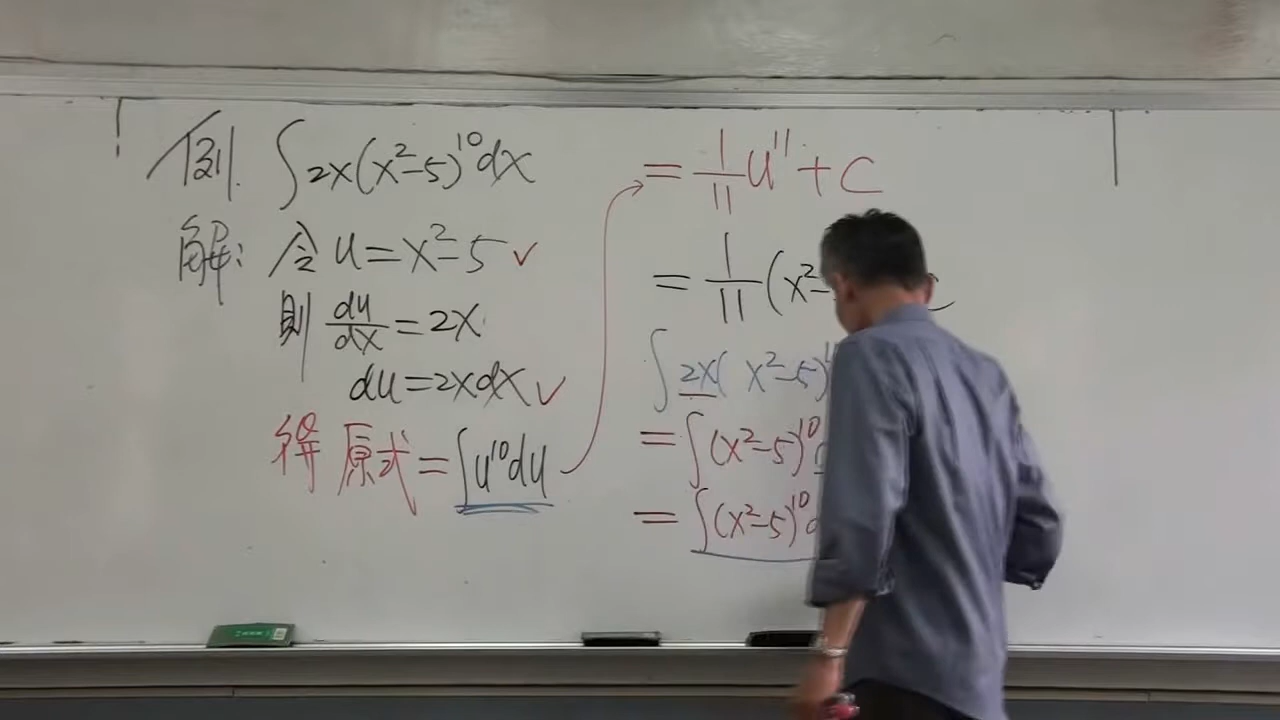 例. ∫2x(x²-5)¹⁰dx
解: 令 u=x²-5 ✓
則 du/dx=2x
du=2xdx ✓
得 原式=∫u¹⁰du
=1/11 u¹¹+C
=1/11(x²-
∫2x( x²-5)
=∫(x²-5)¹⁰
=∫(x²-5)¹⁰